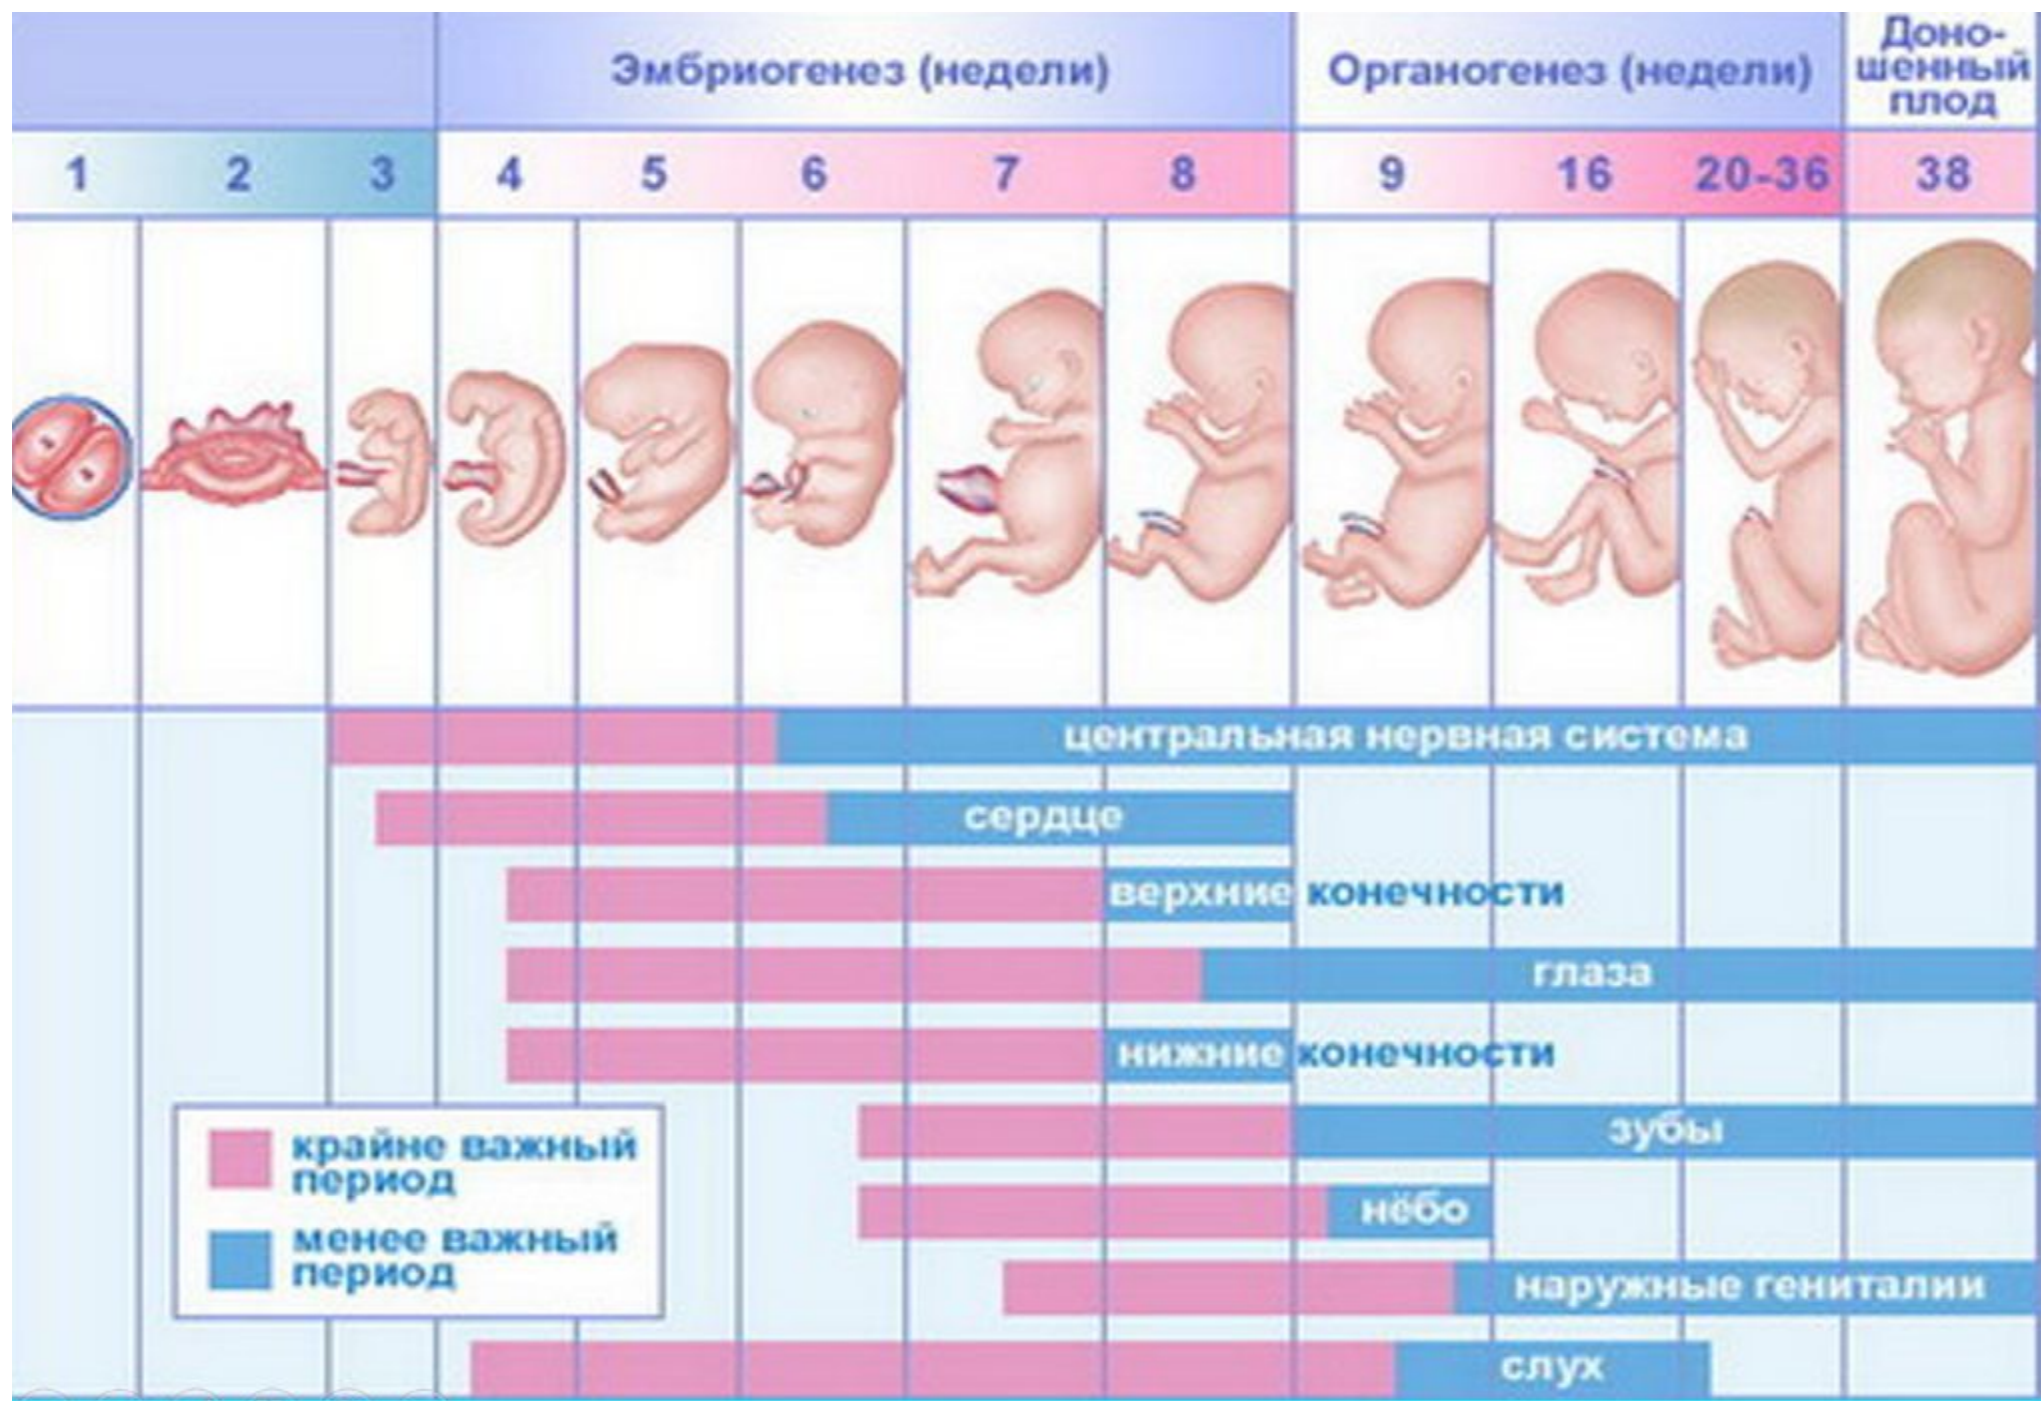 Эмбриогенез (недели)
Органогенез (недели)
Доно-
шенный
плод
1 2 3 4 5 6 7 8 9 16 20-36 38
центральная нервная система
сердце
верхние конечности
глаза
нижние конечности
зубы
нёбо
наружные гениталии
слух
крайне важный
период
менее важный
период